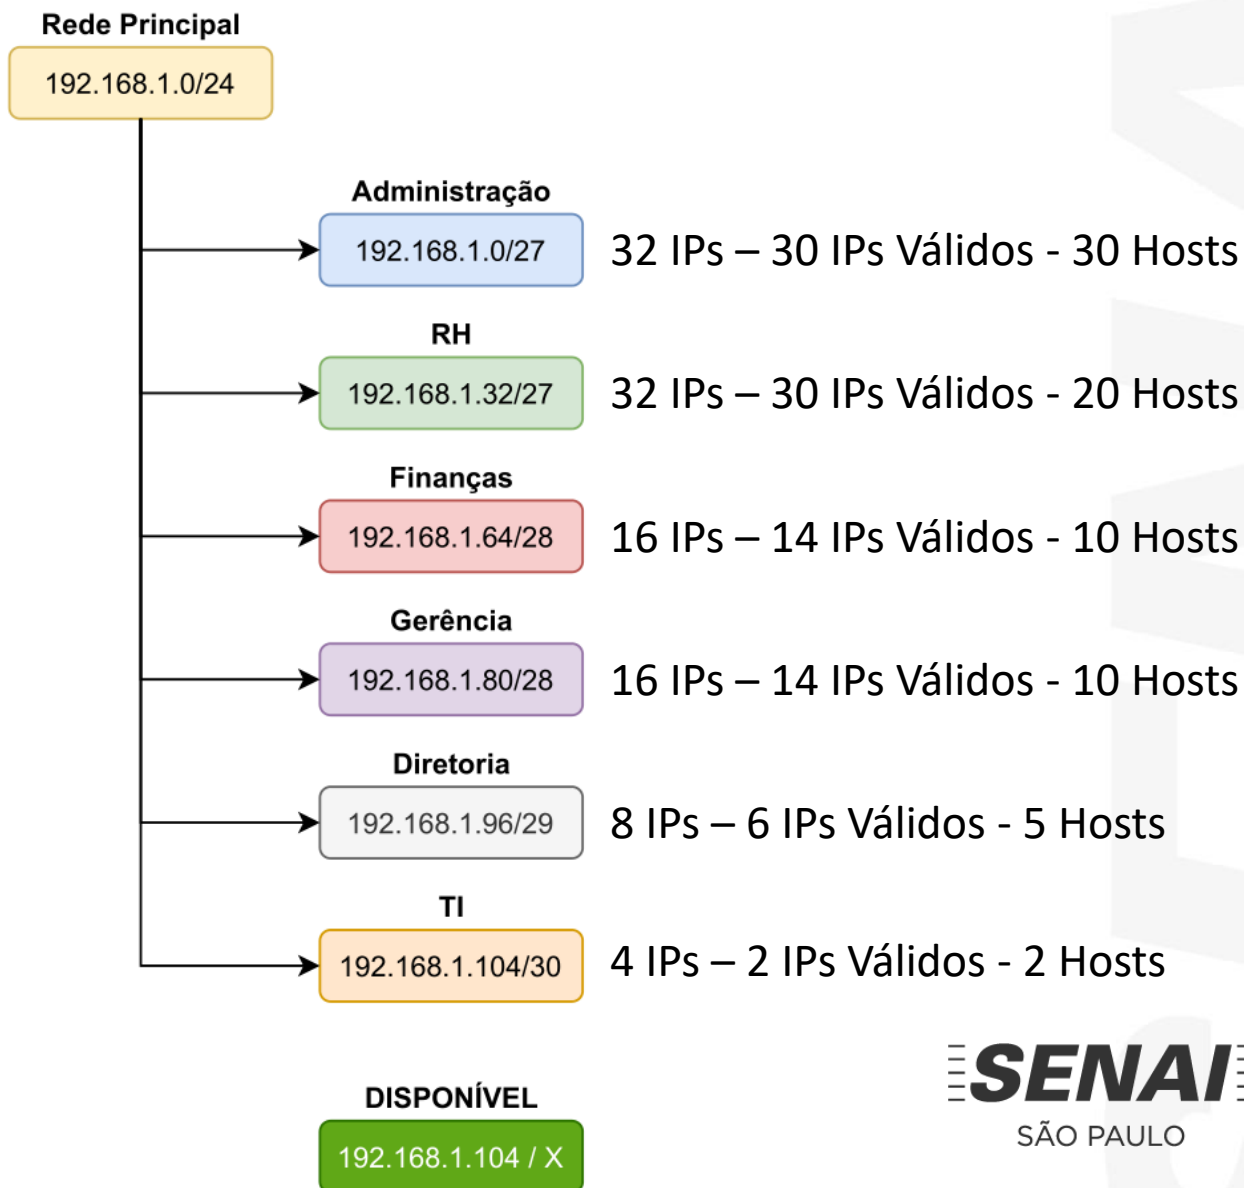 Rede Principal
192.168.1.0/24
Administração
192.168.1.0/27 32 IPs – 30 IPs Válidos - 30 Hosts
RH
192.168.1.32/27 32 IPs – 30 IPs Válidos - 20 Hosts
Finanças
192.168.1.64/28 16 IPs – 14 IPs Válidos - 10 Hosts
Gerência
192.168.1.80/28 16 IPs – 14 IPs Válidos - 10 Hosts
Diretoria
192.168.1.96/29 8 IPs – 6 IPs Válidos - 5 Hosts
TI
192.168.1.104/30 4 IPs – 2 IPs Válidos - 2 Hosts
DISPONÍVEL
192.168.1.104 / X
SENAI
SÃO PAULO